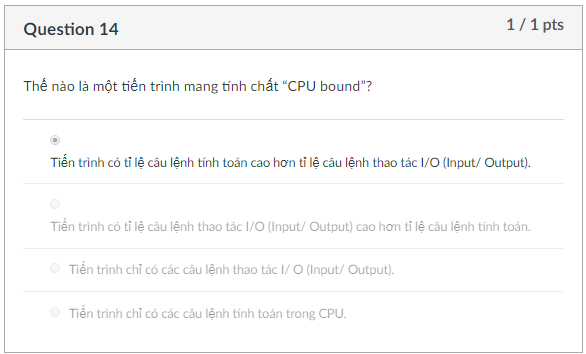 Question 14
1 / 1 pts
Thế nào là một tiến trình mang tính chất “CPU bound”?
Tiến trình có tỉ lệ câu lệnh tính toán cao hơn tỉ lệ câu lệnh thao tác I/O (Input/ Output).
Tiến trình có tỉ lệ câu lệnh thao tác I/O (Input/ Output) cao hơn tỉ lệ câu lệnh tính toán.
Tiến trình chỉ có các câu lệnh thao tác I/ O (Input/ Output).
Tiến trình chỉ có các câu lệnh tính toán trong CPU.